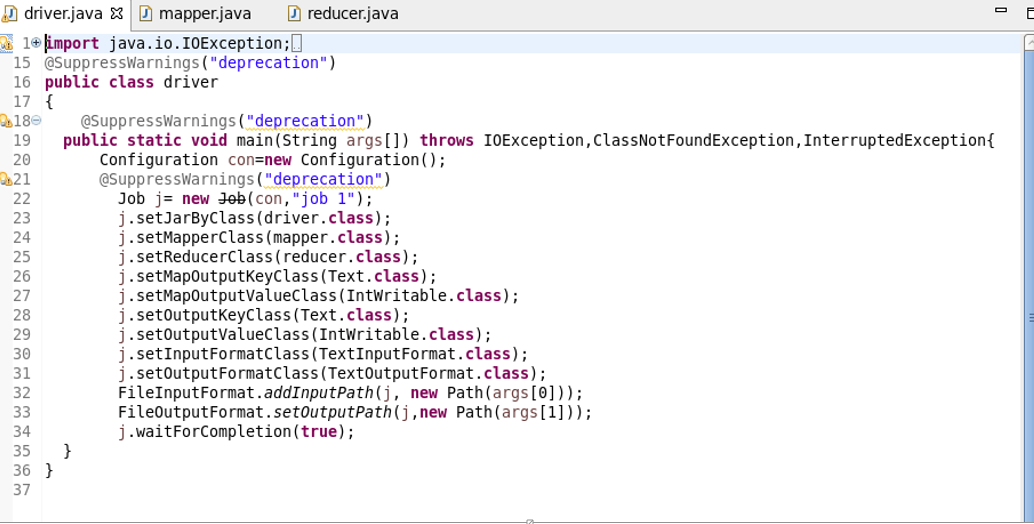 driver.java mapper.java reducer.java
1 import java.io.IOException;
15 @SuppressWarnings("deprecation")
16 public class driver
17 {
18 @SuppressWarnings("deprecation")
19 public static void main(String args[]) throws IOException,ClassNotFoundException,InterruptedException{
20 Configuration con=new Configuration();
21 @SuppressWarnings("deprecation")
22 Job j= new Job(con,"job 1");
23 j.setJarByClass(driver.class);
24 j.setMapperClass(mapper.class);
25 j.setReducerClass(reducer.class);
26 j.setMapOutputKeyClass(Text.class);
27 j.setMapOutputValueClass(IntWritable.class);
28 j.setOutputKeyClass(Text.class);
29 j.setOutputValueClass(IntWritable.class);
30 j.setInputFormatClass(TextInputFormat.class);
31 j.setOutputFormatClass(TextOutputFormat.class);
32 FileInputFormat.addInputPath(j, new Path(args[0]));
33 FileOutputFormat.setOutputPath(j,new Path(args[1]));
34 j.waitForCompletion(true);
35 }
36 }
37